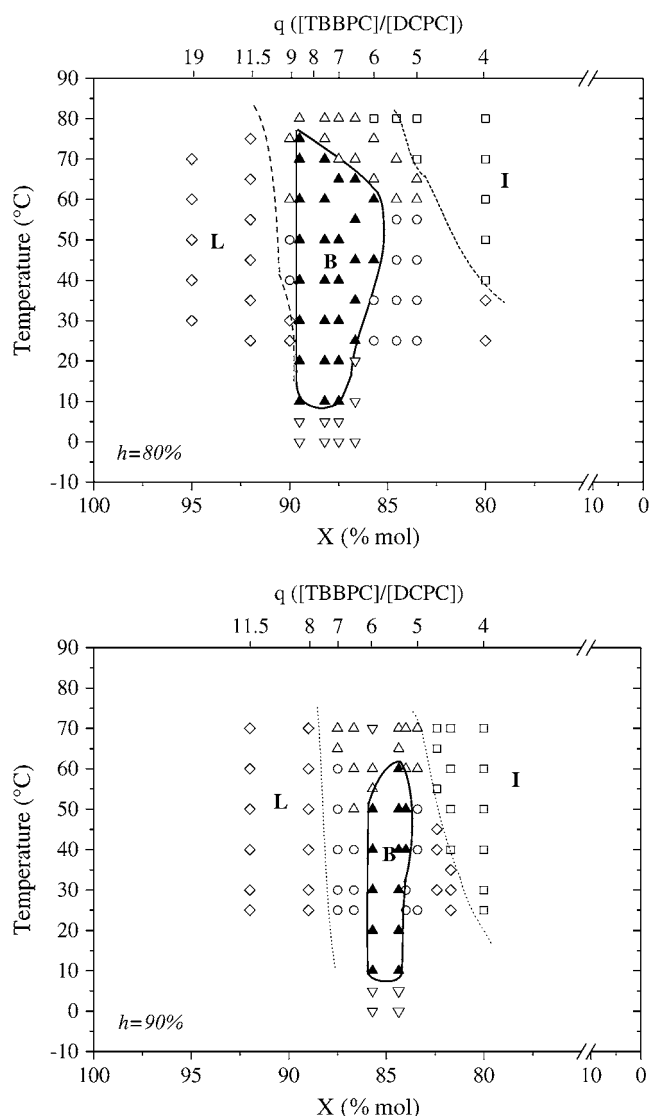 q ([TBBPC]/[DCPC])
19 11.5 9 8 7 6 5 4
90
80
70
60
50
40
30
20
10
0
-10
Temperature (°C)
L
B
I
h=80%
100 95 90 85 80 10 0
X (% mol)
q ([TBBPC]/[DCPC])
11.5 8 7 6 5 4
90
80
70
60
50
40
30
20
10
0
-10
Temperature (°C)
L
B
I
h=90%
100 95 90 85 80 10 0
X (% mol)